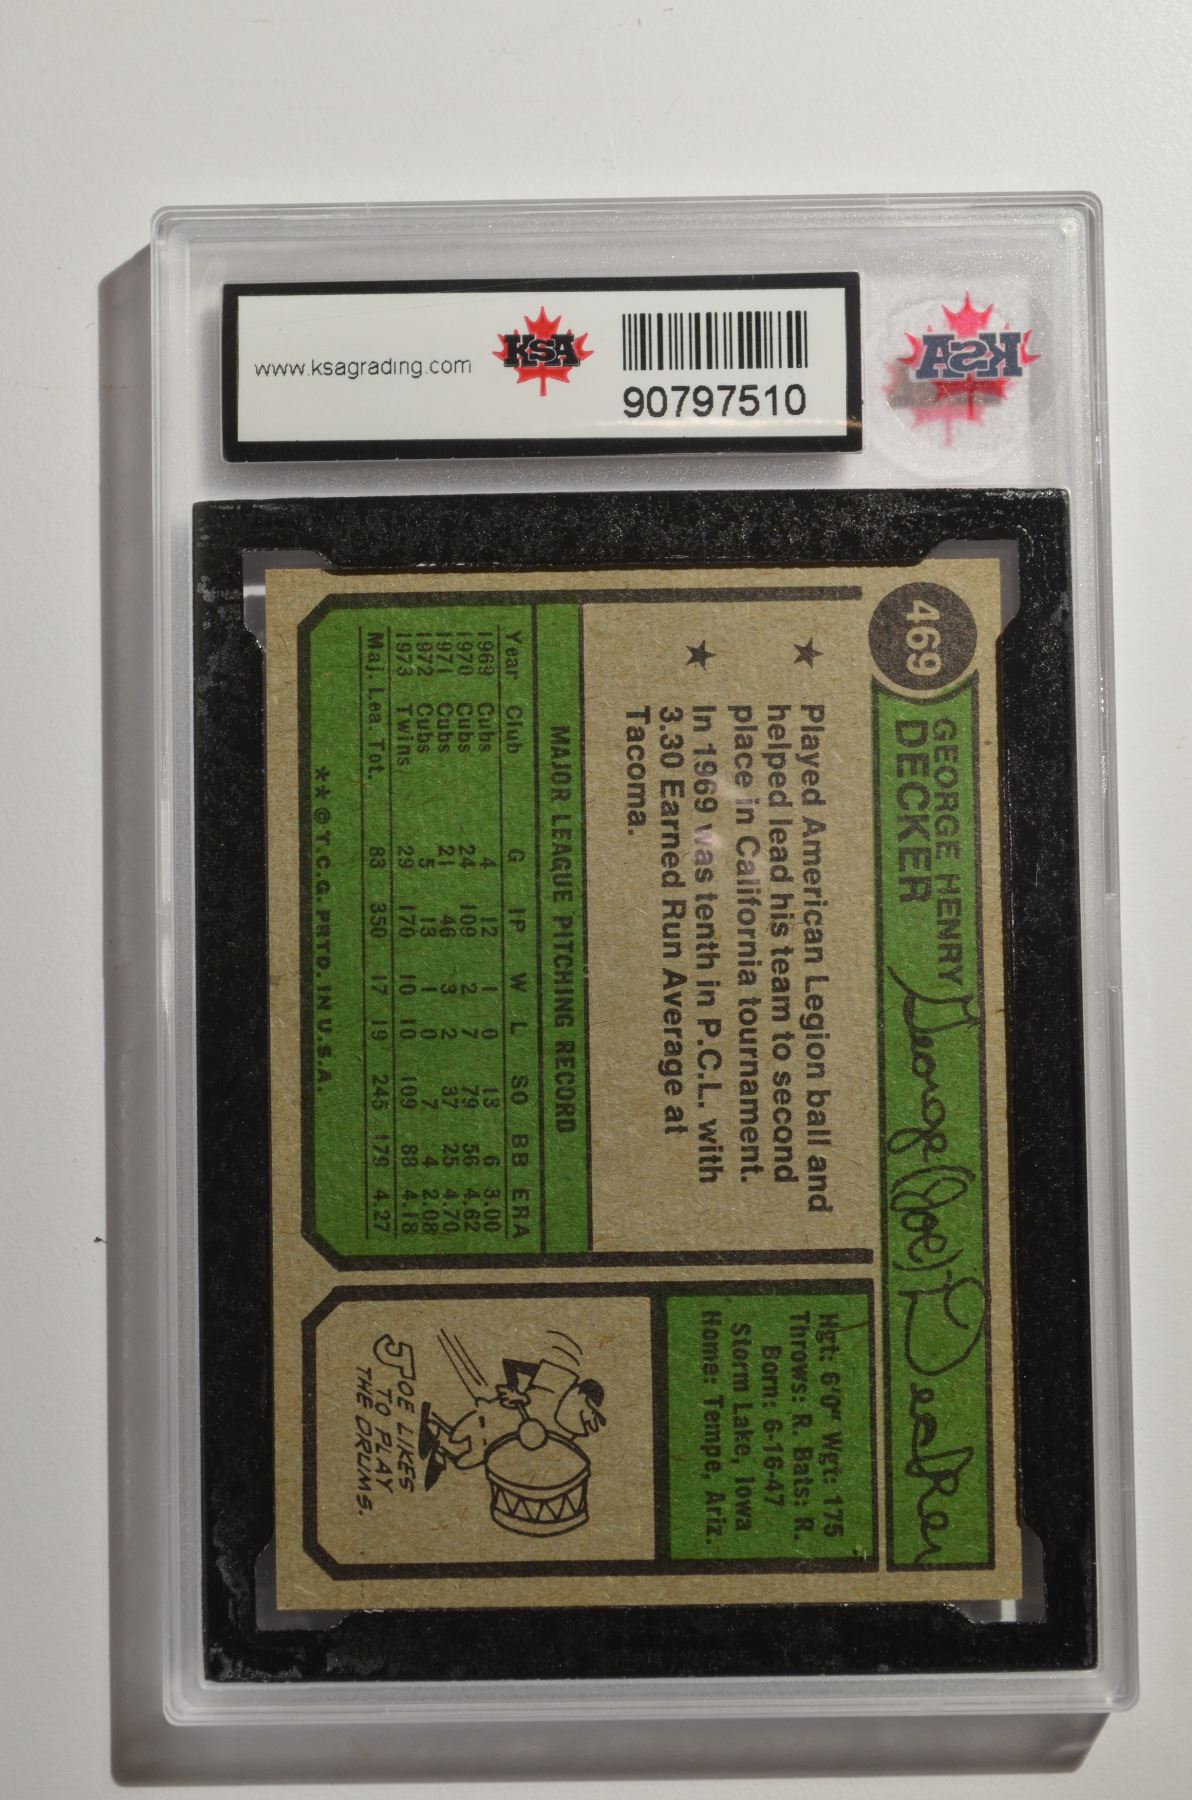 www.ksagrading.com
KSA
90797510
KSA
469
GEORGE HENRY
DECKER
George (Joe) Decker
★ Played American Legion ball and
helped lead his team to second
place in California tournament.
★ In 1969 was tenth in P.C.L. with
3.30 Earned Run Average at
Tacoma.
MAJOR LEAGUE PITCHING RECORD
Year Club G IP W L SO BB ERA
1969 Cubs 4 12 1 0 13 6 3.00
1970 Cubs 24 109 2 7 79 56 4.62
1971 Cubs 21 46 3 2 37 25 4.70
1972 Cubs 5 13 1 0 7 4 2.08
1973 Twins 29 170 10 10 109 88 4.18
Maj. Lea. Tot. 83 350 17 19 245 179 4.27
**©T.C.G. PRTD. IN U.S.A.
Hgt: 6'0" Wgt: 175
Throws: R. Bats: R.
Born: 6-16-47
Storm Lake, Iowa
Home: Tempe, Ariz.
JOE LIKES
TO PLAY
THE DRUMS.